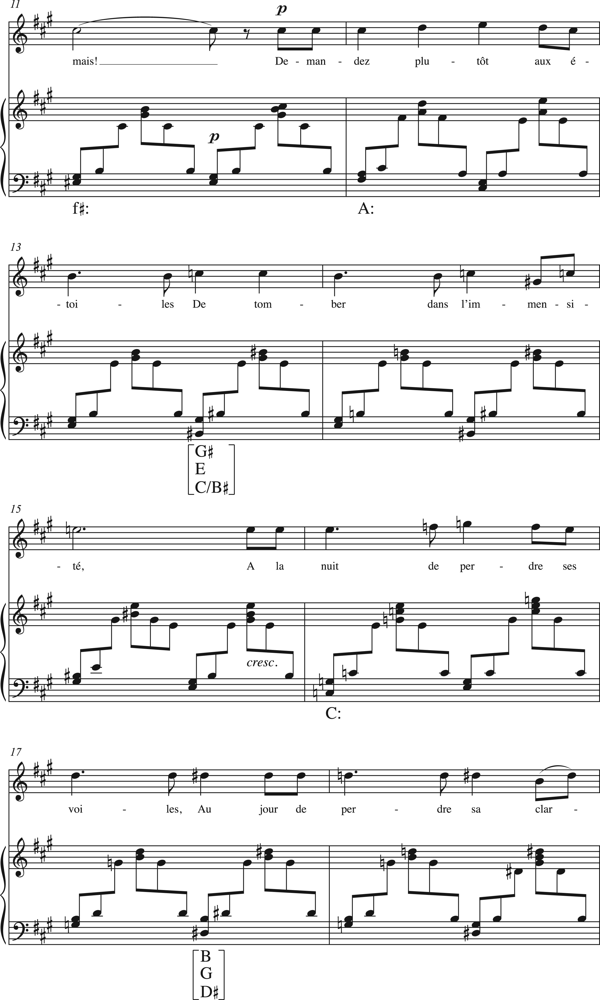 11
p
mais! De - man - dez plu - tôt aux é -
p
f♯: A:
13
- toi - les De tom - ber dans l'im - men - si -
G♯
E
C/B♯
15
- té, A la nuit de per - dre ses
cresc.
C:
17
voi - les, Au jour de per - dre sa clar -
B
G
D♯